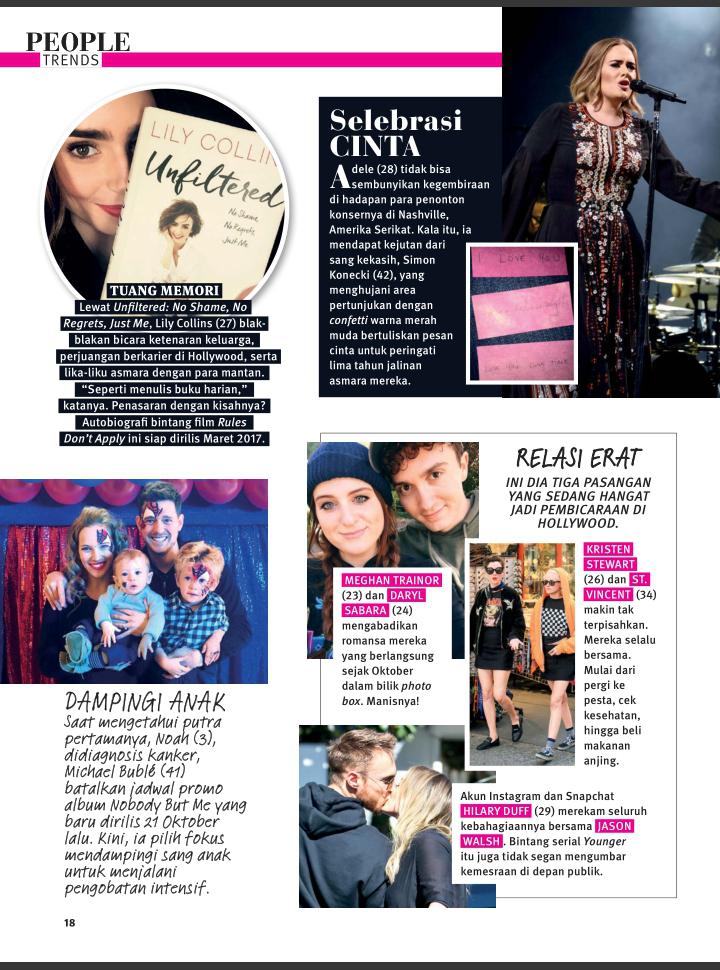 PEOPLE
TRENDS
LILY COLLIN
Unfiltered
No Shame,
No Regrets,
Just Me
TUANG MEMORI
Lewat Unfiltered: No Shame, No
Regrets, Just Me, Lily Collins (27) blak-
blakan bicara ketenaran keluarga,
perjuangan berkarier di Hollywood, serta
lika-liku asmara dengan para mantan.
“Seperti menulis buku harian,”
katanya. Penasaran dengan kisahnya?
Autobiografi bintang film Rules
Don’t Apply ini siap dirilis Maret 2017.
Selebrasi
CINTA
Adele (28) tidak bisa
sembunyikan kegembiraan
di hadapan para penonton
konsernya di Nashville,
Amerika Serikat. Kala itu, ia
mendapat kejutan dari
sang kekasih, Simon
Konecki (42), yang
menghujani area
pertunjukan dengan
confetti warna merah
muda bertuliskan pesan
cinta untuk peringati
lima tahun jalinan
asmara mereka.
I LOVE YOU
DAMPINGI ANAK
Saat mengetahui putra
pertamanya, Noah (3),
didiagnosis kanker,
Michael Bublé (41)
batalkan jadwal promo
album Nobody But Me yang
baru dirilis 21 Oktober
lalu. Kini, ia pilih fokus
mendampingi sang anak
untuk menjalani
pengobatan intensif.
RELASI ERAT
INI DIA TIGA PASANGAN
YANG SEDANG HANGAT
JADI PEMBICARAAN DI
HOLLYWOOD.
MEGHAN TRAINOR
(23) dan DARYL
SABARA (24)
mengabadikan
romansa mereka
yang berlangsung
sejak Oktober
dalam bilik photo
box. Manisnya!
KRISTEN
STEWART
(26) dan ST.
VINCENT (34)
makin tak
terpisahkan.
Mereka selalu
bersama.
Mulai dari
pergi ke
pesta, cek
kesehatan,
hingga beli
makanan
anjing.
Akun Instagram dan Snapchat
HILARY DUFF (29) merekam seluruh
kebahagiaannya bersama JASON
WALSH. Bintang serial Younger
itu juga tidak segan mengumbar
kemesraan di depan publik.
18